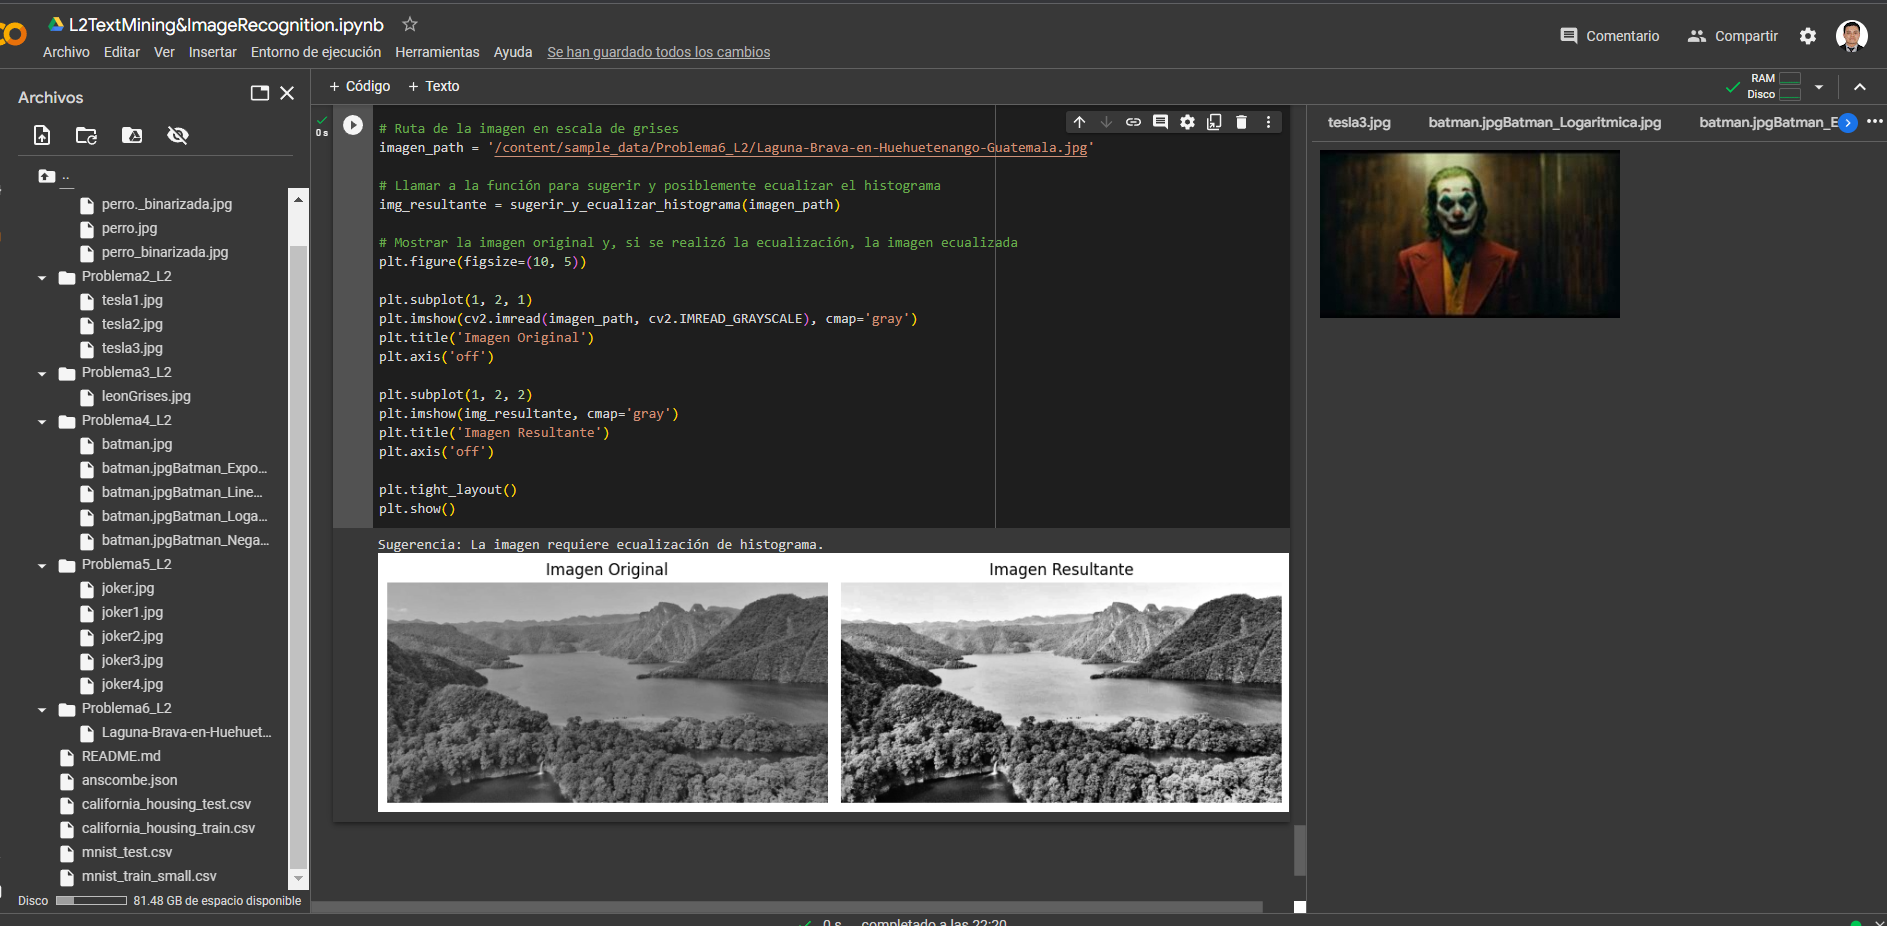 L2TextMining&ImageRecognition.ipynb
Archivo Editar Ver Insertar Entorno de ejecución Herramientas Ayuda Se han guardado todos los cambios
Comentario Compartir
Archivos
+ Código + Texto
RAM
Disco
..
perro._binarizada.jpg
perro.jpg
perro_binarizada.jpg
Problema2_L2
tesla1.jpg
tesla2.jpg
tesla3.jpg
Problema3_L2
leonGrises.jpg
Problema4_L2
batman.jpg
batman.jpgBatman_Expo...
batman.jpgBatman_Line...
batman.jpgBatman_Loga...
batman.jpgBatman_Nega...
Problema5_L2
joker.jpg
joker1.jpg
joker2.jpg
joker3.jpg
joker4.jpg
Problema6_L2
Laguna-Brava-en-Huehuet...
README.md
anscombe.json
california_housing_test.csv
california_housing_train.csv
mnist_test.csv
mnist_train_small.csv
Disco 81.48 GB de espacio disponible
0 s
# Ruta de la imagen en escala de grises
imagen_path = '/content/sample_data/Problema6_L2/Laguna-Brava-en-Huehuetenango-Guatemala.jpg'
# Llamar a la función para sugerir y posiblemente ecualizar el histograma
img_resultante = sugerir_y_ecualizar_histograma(imagen_path)
# Mostrar la imagen original y, si se realizó la ecualización, la imagen ecualizada
plt.figure(figsize=(10, 5))
plt.subplot(1, 2, 1)
plt.imshow(cv2.imread(imagen_path, cv2.IMREAD_GRAYSCALE), cmap='gray')
plt.title('Imagen Original')
plt.axis('off')
plt.subplot(1, 2, 2)
plt.imshow(img_resultante, cmap='gray')
plt.title('Imagen Resultante')
plt.axis('off')
plt.tight_layout()
plt.show()
Sugerencia: La imagen requiere ecualización de histograma.
Imagen Original Imagen Resultante
tesla3.jpg batman.jpgBatman_Logaritmica.jpg batman.jpgBatman_E
0 s completado a las 22:20